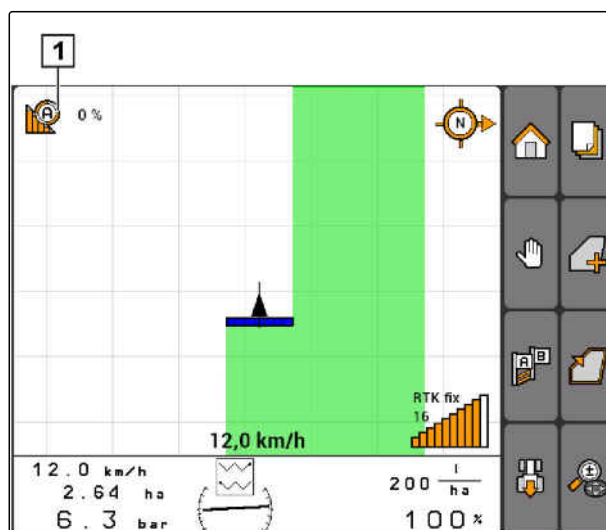 1
A 0 %
N
A B
RTK fix
16
12,0 km/h
12.0 km/h
2.64 ha
6.3 bar
200 l
ha
100 %